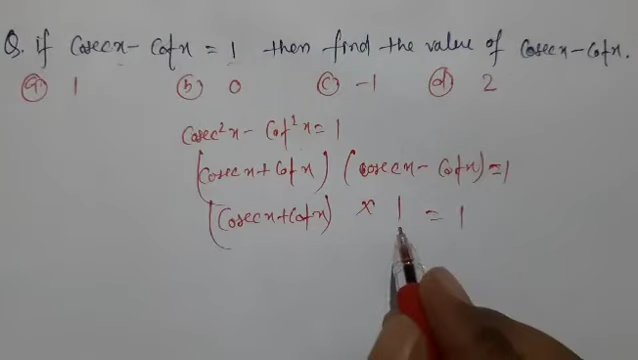 Q. if Cosecx - Cotx = 1 then find the value of Cosecx - Cotx.
(a) 1 (b) 0 (c) -1 (d) 2
Cosec²x - Cot²x = 1
(Cosecx + Cotx) (Cosecx - Cotx) = 1
(Cosecx + Cotx) × 1 = 1